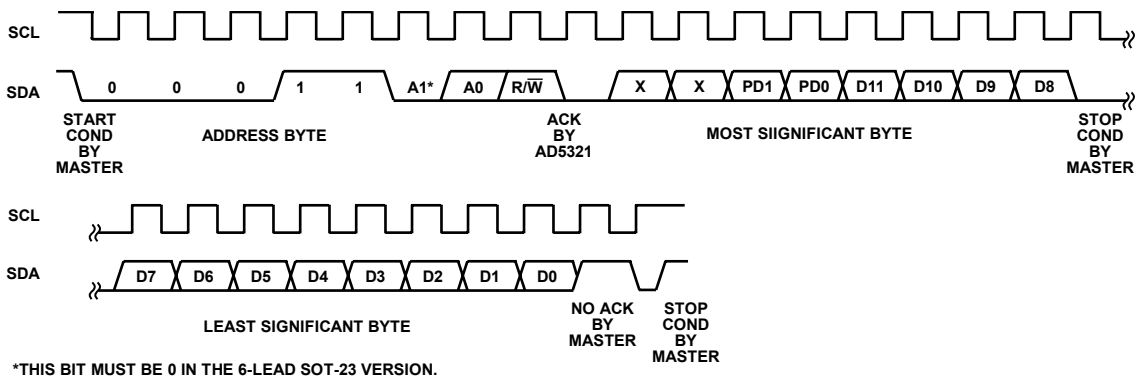 SCL
SDA
0 0 0 1 1 A1* A0 R/W̅ X X PD1 PD0 D11 D10 D9 D8
START
COND
BY
MASTER
ADDRESS BYTE
ACK
BY
AD5321
MOST SIIGNIFICANT BYTE
STOP
COND
BY
MASTER
SCL
SDA
D7 D6 D5 D4 D3 D2 D1 D0
LEAST SIGNIFICANT BYTE
NO ACK
BY
MASTER
STOP
COND
BY
MASTER
*THIS BIT MUST BE 0 IN THE 6-LEAD SOT-23 VERSION.